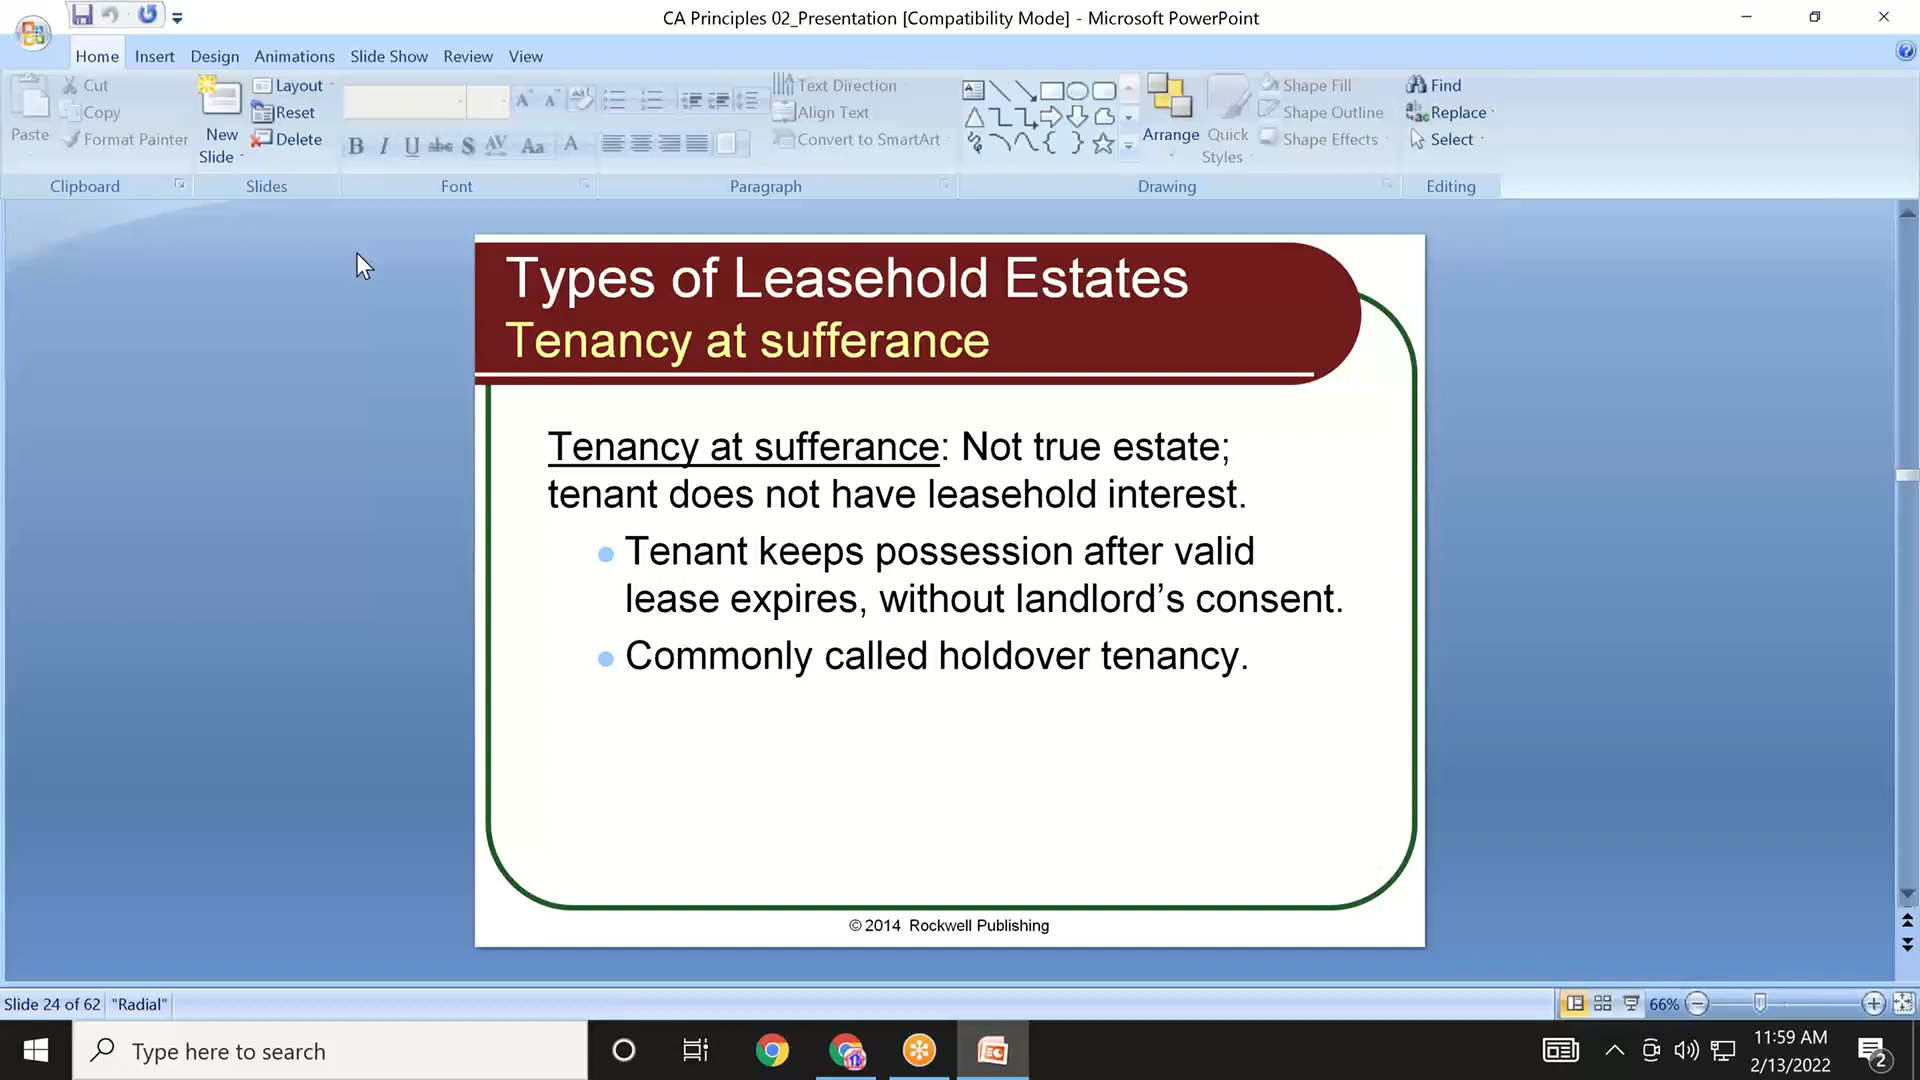 CA Principles 02_Presentation [Compatibility Mode] - Microsoft PowerPoint
Home Insert Design Animations Slide Show Review View
Paste
Cut
Copy
Format Painter
Clipboard
New
Slide
Layout
Reset
Delete
Slides
B I U abc S AV Aa A
Font
Text Direction
Align Text
Convert to SmartArt
Paragraph
Arrange
Quick
Styles
Shape Fill
Shape Outline
Shape Effects
Drawing
Find
Replace
Select
Editing
Types of Leasehold Estates
Tenancy at sufferance
Tenancy at sufferance: Not true estate;
tenant does not have leasehold interest.
Tenant keeps possession after valid
lease expires, without landlord’s consent.
Commonly called holdover tenancy.
© 2014 Rockwell Publishing
Slide 24 of 62 "Radial" 66%
Type here to search
11:59 AM
2/13/2022
2